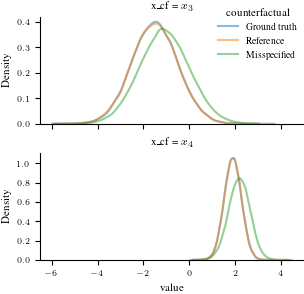 x_cf = x₃
counterfactual
Ground truth
Reference
Misspecified
Density
0.4
0.3
0.2
0.1
0.0
x_cf = x₄
Density
1.0
0.8
0.6
0.4
0.2
0.0
−6 −4 −2 0 2 4
value